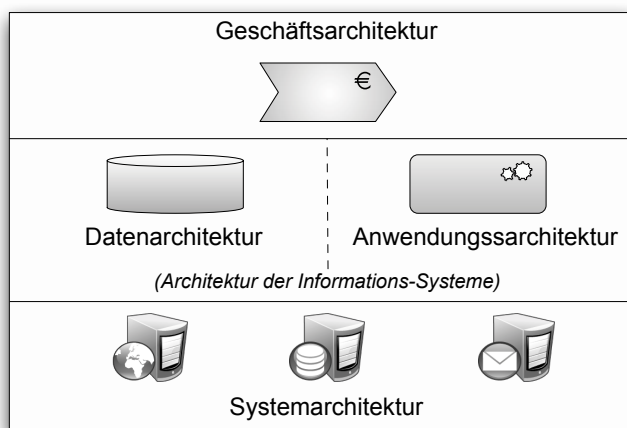 Geschäftsarchitektur
€
Datenarchitektur
Anwendungssarchitektur
(Architektur der Informations-Systeme)
Systemarchitektur